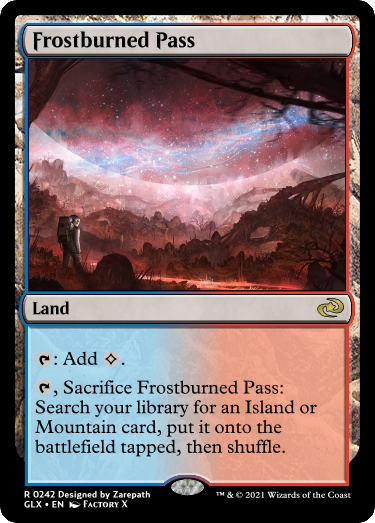 Frostburned Pass
Land
: Add .
, Sacrifice Frostburned Pass:
Search your library for an Island or
Mountain card, put it onto the
battlefield tapped, then shuffle.
R 0242 Designed by Zarepath
GLX • EN Factory X
™ & © 2021 Wizards of the Coast